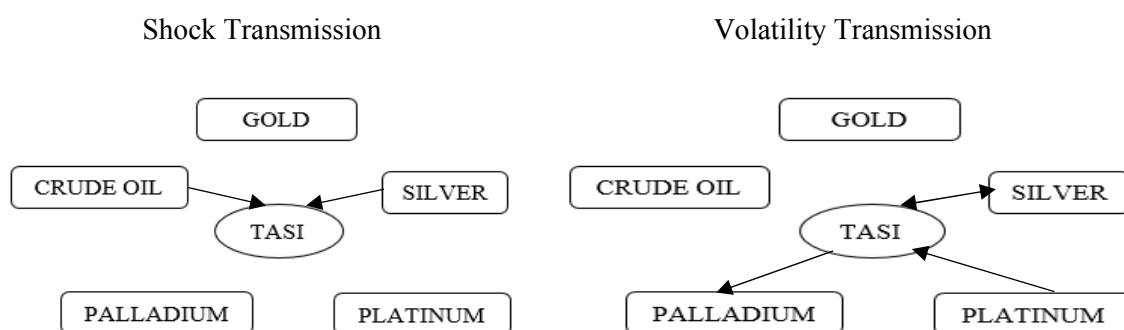 Shock Transmission
GOLD
CRUDE OIL
SILVER
TASI
PALLADIUM
PLATINUM
Volatility Transmission
GOLD
CRUDE OIL
SILVER
TASI
PALLADIUM
PLATINUM